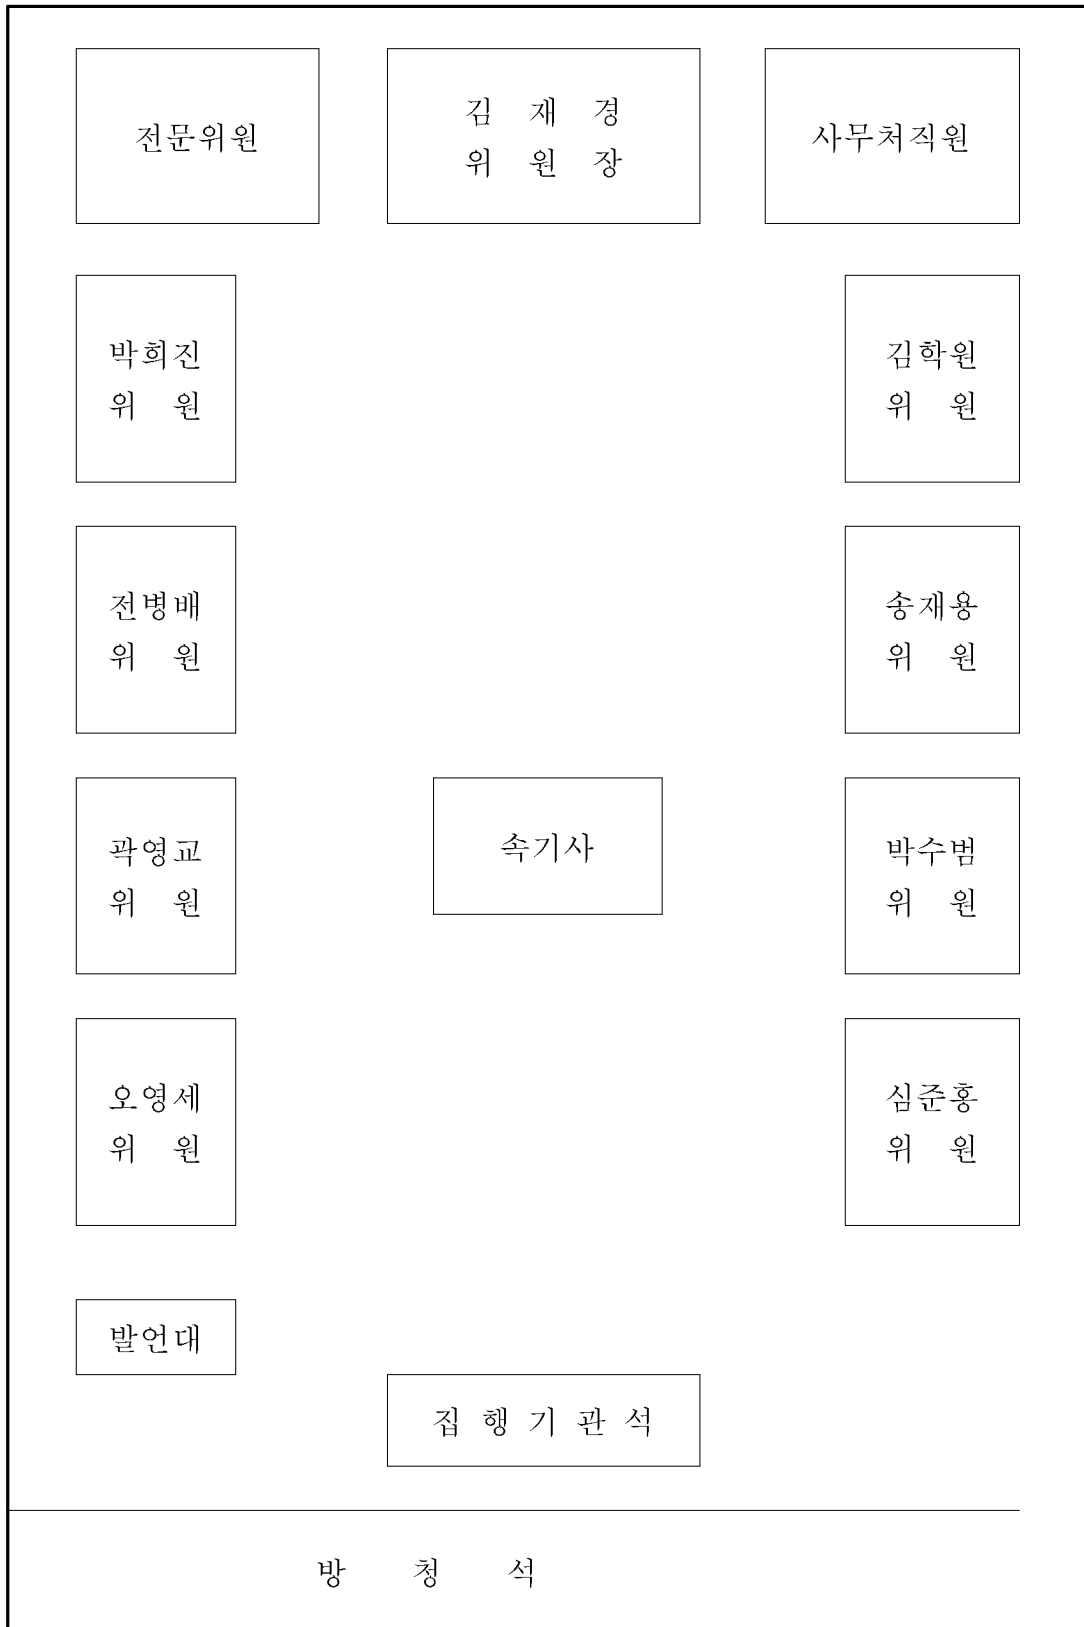 전문위원
김 재 경
위 원 장
사무처직원
박희진
위 원
김학원
위 원
전병배
위 원
송재용
위 원
곽영교
위 원
속기사
박수범
위 원
오영세
위 원
심준홍
위 원
발언대
집 행 기 관 석
방 청 석